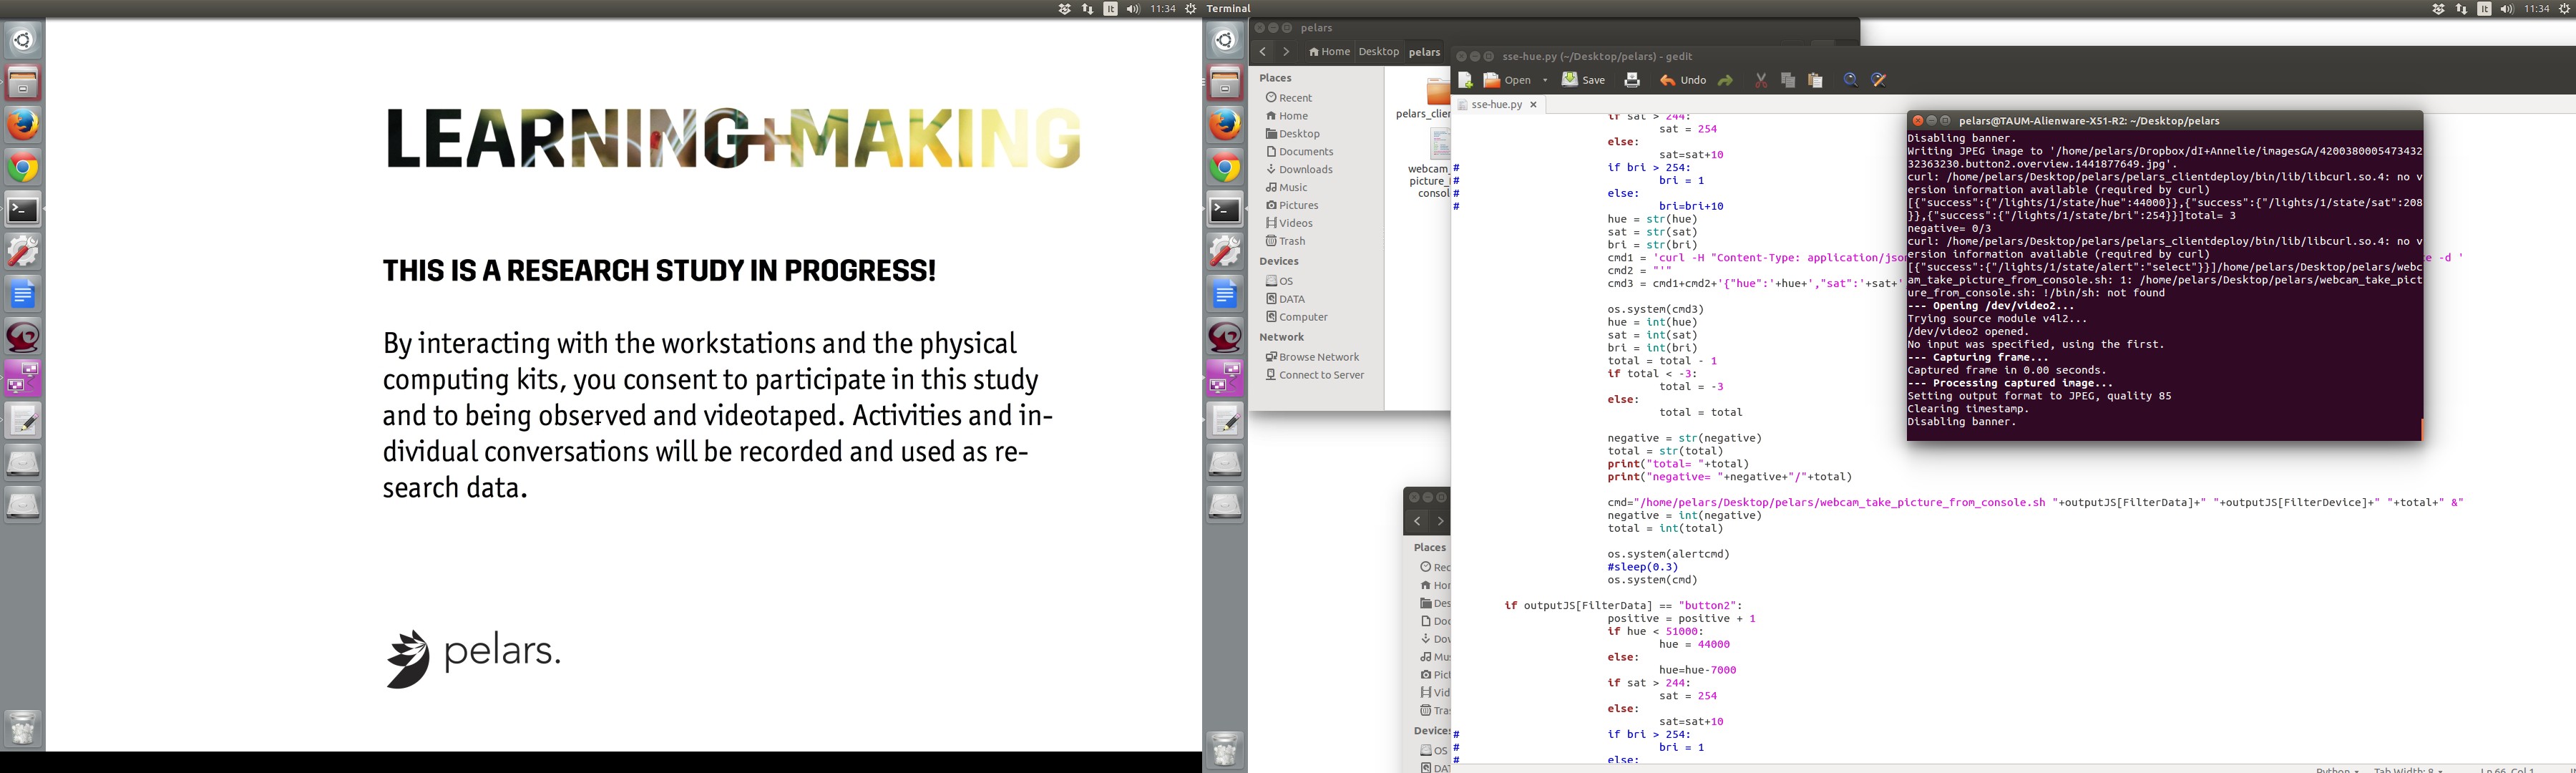 It 11:34
LEARNING+MAKING
THIS IS A RESEARCH STUDY IN PROGRESS!
By interacting with the workstations and the physical
computing kits, you consent to participate in this study
and to being observed and videotaped. Activities and in-
dividual conversations will be recorded and used as re-
search data.
pelars.
Terminal
It 11:34
pelars
Home Desktop pelars
Places
Recent
Home
Desktop
Documents
Downloads
Music
Pictures
Videos
Trash
Devices
OS
DATA
Computer
Network
Browse Network
Connect to Server
pelars_clien
webcam_
picture_
consol
Places
Rec
Hor
Des
Doc
Dov
Mus
Pict
Vid
Tra
Devices
OS
DAT
sse-hue.py (~/Desktop/pelars) - gedit
Open Save Undo
sse-hue.py
if sat > 244:
sat = 254
else:
sat=sat+10
# if bri > 254:
# bri = 1
# else:
# bri=bri+10
hue = str(hue)
sat = str(sat)
bri = str(bri)
cmd1 = 'curl -H "Content-Type: application/jso
e -d '
cmd2 = "'"
cmd3 = cmd1+cmd2+'{"hue":'+hue+',"sat":'+sat+'
os.system(cmd3)
hue = int(hue)
sat = int(sat)
bri = int(bri)
total = total - 1
if total < -3:
total = -3
else:
total = total
negative = str(negative)
total = str(total)
print("total= "+total)
print("negative= "+negative+"/"+total)
cmd="/home/pelars/Desktop/pelars/webcam_take_picture_from_console.sh "+outputJS[FilterData]+" "+outputJS[FilterDevice]+" "+total+" &"
negative = int(negative)
total = int(total)
os.system(alertcmd)
#sleep(0.3)
os.system(cmd)
if outputJS[FilterData] == "button2":
positive = positive + 1
if hue < 51000:
hue = 44000
else:
hue=hue-7000
if sat > 244:
sat = 254
else:
sat=sat+10
# if bri > 254:
# bri = 1
# else:
Python Tab Width: 8 Ln 66, Col 1
pelars@TAUM-Alienware-X51-R2: ~/Desktop/pelars
Disabling banner.
Writing JPEG image to '/home/pelars/Dropbox/dI+Annelie/imagesGA/42003800054734 32
32363230.button2.overview.1441877649.jpg'.
curl: /home/pelars/Desktop/pelars/pelars_clientdeploy/bin/lib/libcurl.so.4: no v
ersion information available (required by curl)
[{"success":{"/lights/1/state/hue":44000}},{"success":{"/lights/1/state/sat":208
}},{"success":{"/lights/1/state/bri":254}}]total= 3
negative= 0/3
curl: /home/pelars/Desktop/pelars/pelars_clientdeploy/bin/lib/libcurl.so.4: no v
ersion information available (required by curl)
[{"success":{"/lights/1/state/alert":"select"}}]/home/pelars/Desktop/pelars/webc
am_take_picture_from_console.sh: 1: /home/pelars/Desktop/pelars/webcam_take_pict
ure_from_console.sh: !/bin/sh: not found
--- Opening /dev/video2...
Trying source module v4l2...
/dev/video2 opened.
No input was specified, using the first.
--- Capturing frame...
Captured frame in 0.00 seconds.
--- Processing captured image...
Setting output format to JPEG, quality 85
Clearing timestamp.
Disabling banner.